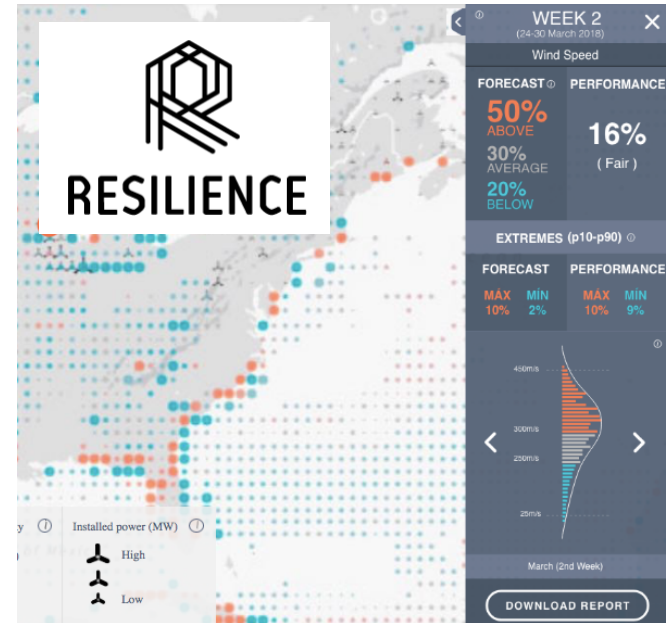 RESILIENCE
WEEK 2
(24-30 March 2018)
Wind Speed
FORECAST PERFORMANCE
50%
ABOVE
30%
AVERAGE
20%
BELOW
16%
( Fair )
EXTREMES (p10-p90)
FORECAST PERFORMANCE
MÁX MÍN MÁX MÍN
10% 2% 10% 9%
450m/s
300m/s
250m/s
25m/s
March (2nd Week)
DOWNLOAD REPORT
y Installed power (MW)
High
Low